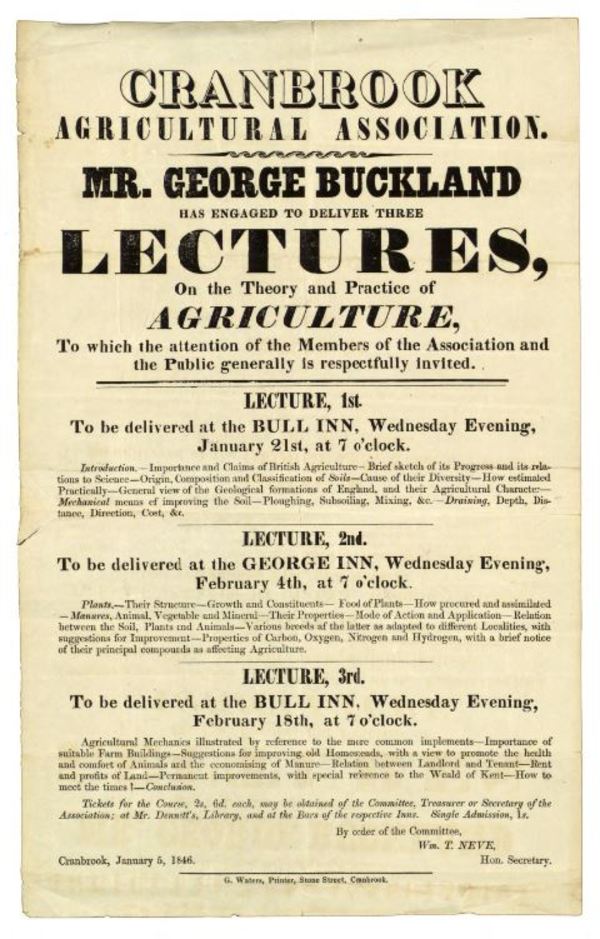 CRANBROOK
AGRICULTURAL ASSOCIATION.
MR. GEORGE BUCKLAND
HAS ENGAGED TO DELIVER THREE
LECTURES,
On the Theory and Practice of
AGRICULTURE,
To which the attention of the Members of the Association and
the Public generally is respectfully invited.
LECTURE, 1st.
To be delivered at the BULL INN, Wednesday Evening,
January 21st, at 7 o'clock.
Introduction.—Importance and Claims of British Agriculture—Brief sketch of its Progress and its rela-
tions to Science—Origin, Composition and Classification of Soils—Cause of their Diversity—How estimated
Practically—General view of the Geological formations of England, and their Agricultural Character—
Mechanical means of improving the Soil—Ploughing, Subsoiling, Mixing, &c.—Draining, Depth, Dis-
tance, Direction, Cost, &c.
LECTURE, 2nd.
To be delivered at the GEORGE INN, Wednesday Evening,
February 4th, at 7 o'clock.
Plants.—Their Structure—Growth and Constituents—Food of Plants—How procured and assimilated
—Manures, Animal, Vegetable and Mineral—Their Properties—Mode of Action and Application—Relation
between the Soil, Plants and Animals—Various breeds of the latter as adapted to different Localities, with
suggestions for Improvement—Properties of Carbon, Oxygen, Nitrogen and Hydrogen, with a brief notice
of their principal compounds as affecting Agriculture.
LECTURE, 3rd.
To be delivered at the BULL INN, Wednesday Evening,
February 18th, at 7 o'clock.
Agricultural Mechanics illustrated by reference to the more common implements—Importance of
suitable Farm Buildings—Suggestions for improving old Homesteads, with a view to promote the health
and comfort of Animals and the economising of Manure—Relation between Landlord and Tenant—Rent
and profits of Land—Permanent improvements, with special reference to the Weald of Kent—How to
meet the times!—Conclusion.
Tickets for the Course, 2s. 6d. each, may be obtained of the Committee, Treasurer or Secretary of the
Association; at Mr. Dennett's, Library, and at the Bars of the respective Inns. Single Admission, 1s.
By order of the Committee,
Wm. T. NEVE,
Cranbrook, January 5, 1846. Hon. Secretary.
G. Waters, Printer, Stone Street, Cranbrook.